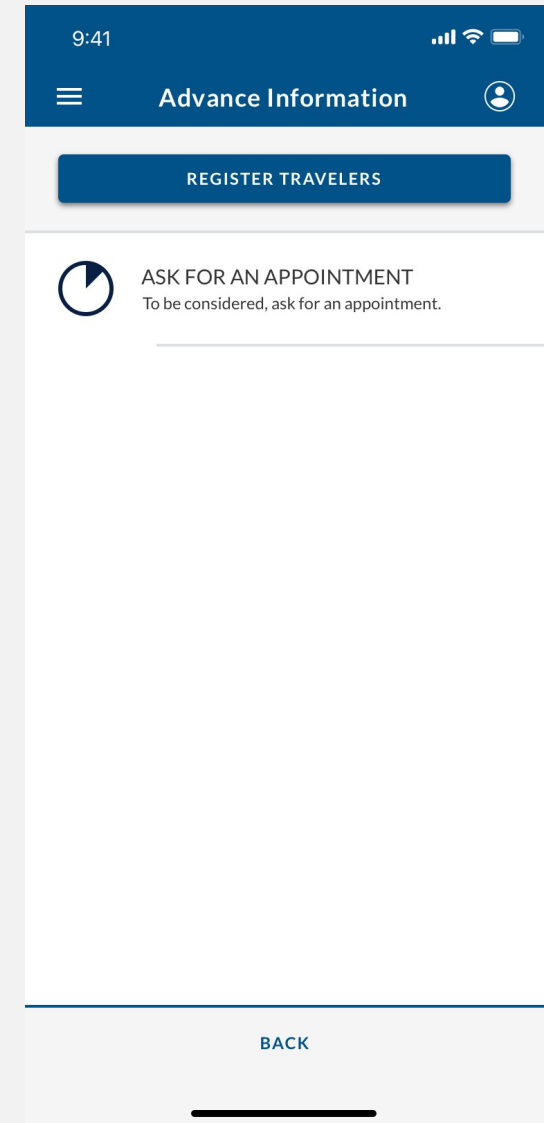 9:41
Advance Information
REGISTER TRAVELERS
ASK FOR AN APPOINTMENT
To be considered, ask for an appointment.
BACK